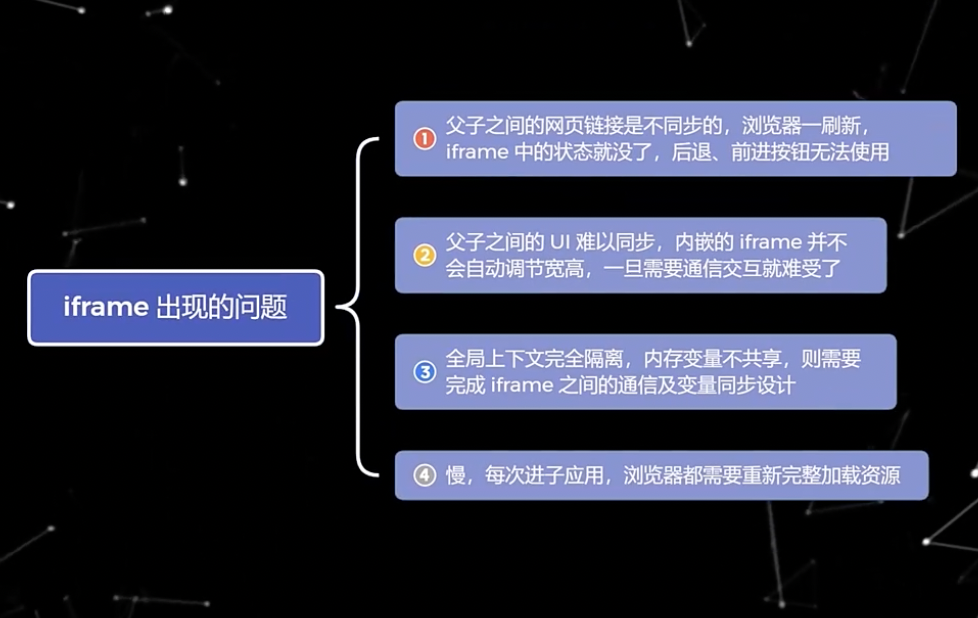 iframe 出现的问题
1 父子之间的网页链接是不同步的，浏览器一刷新，
iframe 中的状态就没了，后退、前进按钮无法使用
2 父子之间的 UI 难以同步，内嵌的 iframe 并不
会自动调节宽高，一旦需要通信交互就难受了
3 全局上下文完全隔离，内存变量不共享，则需要
完成 iframe 之间的通信及变量同步设计
4 慢，每次进子应用，浏览器都需要重新完整加载资源